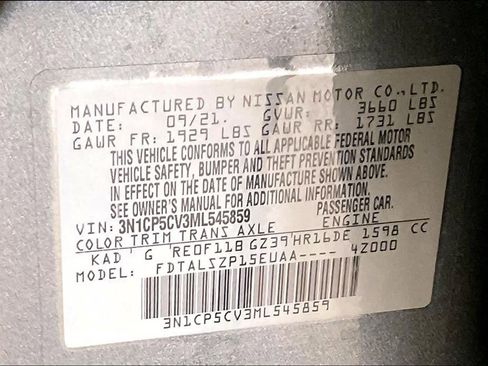 MANUFACTURED BY NISSAN MOTOR CO.,LTD.
DATE: 09/21. GVWR: 3660 LBS
GAWR FR: 1929 LBS GAWR RR: 1731 LBS
THIS VEHICLE CONFORMS TO ALL APPLICABLE FEDERAL MOTOR
VEHICLE SAFETY, BUMPER AND THEFT PREVENTION STANDARDS
IN EFFECT ON THE DATE OF MANUFACTURE SHOWN ABOVE.
SEE OWNER'S MANUAL FOR ADDITIONAL INFORMATION.
VIN: 3N1CP5CV3ML545859 PASSENGER CAR.
COLOR TRIM TRANS AXLE ENGINE
KAD G RE0F11B GZ39 HR16DE 1598 CC
MODEL: FDTALSZP15EUAA---- 4Z000
3N1CP5CV3ML545859